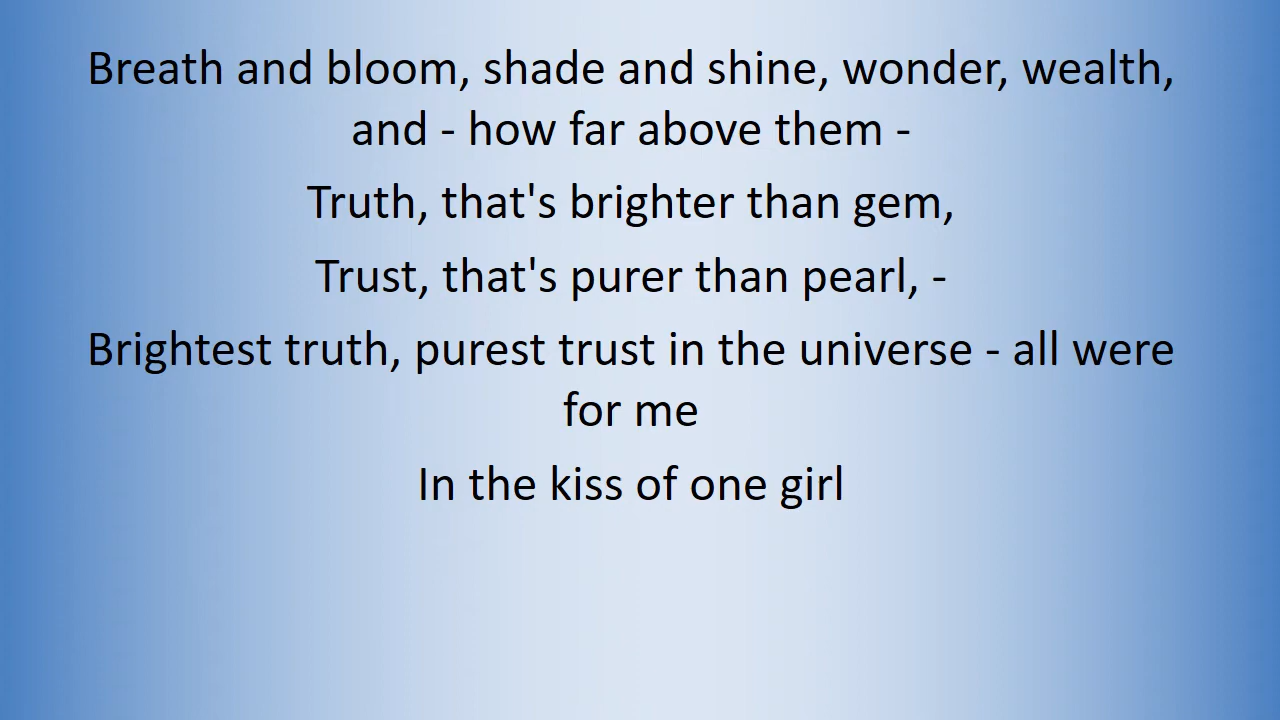 Breath and bloom, shade and shine, wonder, wealth,
and - how far above them -
Truth, that's brighter than gem,
Trust, that's purer than pearl, -
Brightest truth, purest trust in the universe - all were
for me
In the kiss of one girl